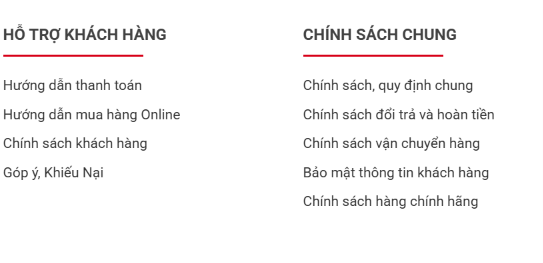 HỖ TRỢ KHÁCH HÀNG
Hướng dẫn thanh toán
Hướng dẫn mua hàng Online
Chính sách khách hàng
Góp ý, Khiếu Nại
CHÍNH SÁCH CHUNG
Chính sách, quy định chung
Chính sách đổi trả và hoàn tiền
Chính sách vận chuyển hàng
Bảo mật thông tin khách hàng
Chính sách hàng chính hãng